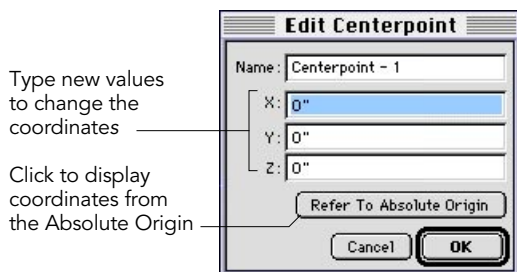 Edit Centerpoint
Name: Centerpoint - 1
Type new values
to change the
coordinates
X: 0"
Y: 0"
Z: 0"
Click to display
coordinates from
the Absolute Origin
Refer To Absolute Origin
Cancel OK